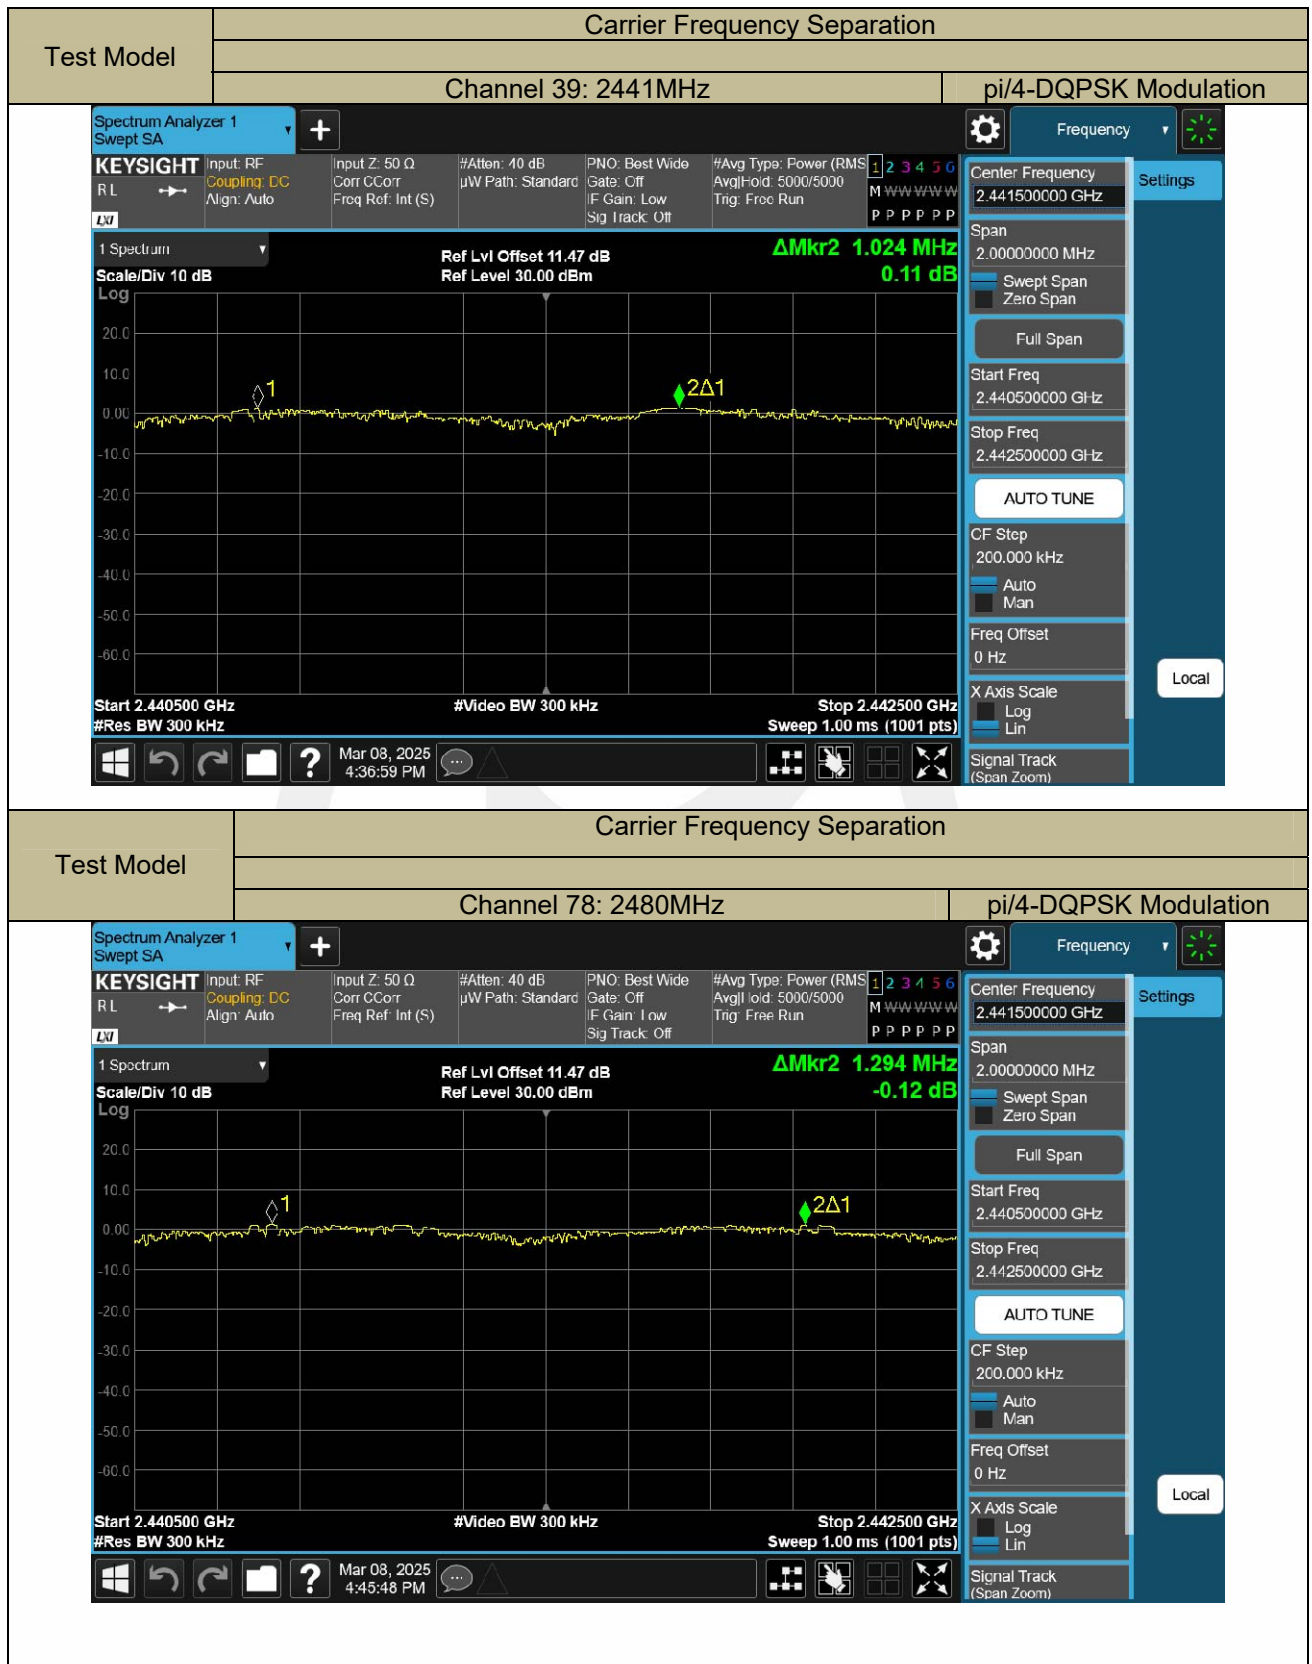 Test Model
Carrier Frequency Separation
Channel 39: 2441MHz
pi/4-DQPSK Modulation
Spectrum Analyzer 1
Swept SA
Frequency
KEYSIGHT
R L
LXI
Input: RF
Coupling: DC
Align: Auto
Input Z: 50 Ω
Corr CCorr
Freq Ref: Int (S)
#Atten: 40 dB
µW Path: Standard
PNO: Best Wide
Gate: Off
IF Gain: Low
Sig Track: Off
#Avg Type: Power (RMS
Avg|Hold: 5000/5000
Trig: Free Run
1 2 3 4 5 6
M W W W W W
P P P P P P
Center Frequency
2.441500000 GHz
Settings
Span
2.00000000 MHz
Swept Span
Zero Span
Full Span
Start Freq
2.440500000 GHz
Stop Freq
2.442500000 GHz
AUTO TUNE
CF Step
200.000 kHz
Auto
Man
Freq Offset
0 Hz
X Axis Scale
Log
Lin
Signal Track
(Span Zoom)
Local
1 Spectrum
Scale/Div 10 dB
Log
Ref Lvl Offset 11.47 dB
Ref Level 30.00 dBm
ΔMkr2 1.024 MHz
0.11 dB
20.0
10.0
0.00
-10.0
-20.0
-30.0
-40.0
-50.0
-60.0
1
2Δ1
Start 2.440500 GHz
#Res BW 300 kHz
#Video BW 300 kHz
Stop 2.442500 GHz
Sweep 1.00 ms (1001 pts)
?
Mar 08, 2025
4:36:59 PM
Test Model
Carrier Frequency Separation
Channel 78: 2480MHz
pi/4-DQPSK Modulation
Spectrum Analyzer 1
Swept SA
Frequency
KEYSIGHT
R L
LXI
Input: RF
Coupling: DC
Align: Auto
Input Z: 50 Ω
Corr CCorr
Freq Ref: Int (S)
#Atten: 40 dB
µW Path: Standard
PNO: Best Wide
Gate: Off
IF Gain: Low
Sig Track: Off
#Avg Type: Power (RMS
Avg|Hold: 5000/5000
Trig: Free Run
1 2 3 4 5 6
M W W W W W
P P P P P P
Center Frequency
2.441500000 GHz
Settings
Span
2.00000000 MHz
Swept Span
Zero Span
Full Span
Start Freq
2.440500000 GHz
Stop Freq
2.442500000 GHz
AUTO TUNE
CF Step
200.000 kHz
Auto
Man
Freq Offset
0 Hz
X Axis Scale
Log
Lin
Signal Track
(Span Zoom)
Local
1 Spectrum
Scale/Div 10 dB
Log
Ref Lvl Offset 11.47 dB
Ref Level 30.00 dBm
ΔMkr2 1.294 MHz
-0.12 dB
20.0
10.0
0.00
-10.0
-20.0
-30.0
-40.0
-50.0
-60.0
1
2Δ1
Start 2.440500 GHz
#Res BW 300 kHz
#Video BW 300 kHz
Stop 2.442500 GHz
Sweep 1.00 ms (1001 pts)
?
Mar 08, 2025
4:45:48 PM